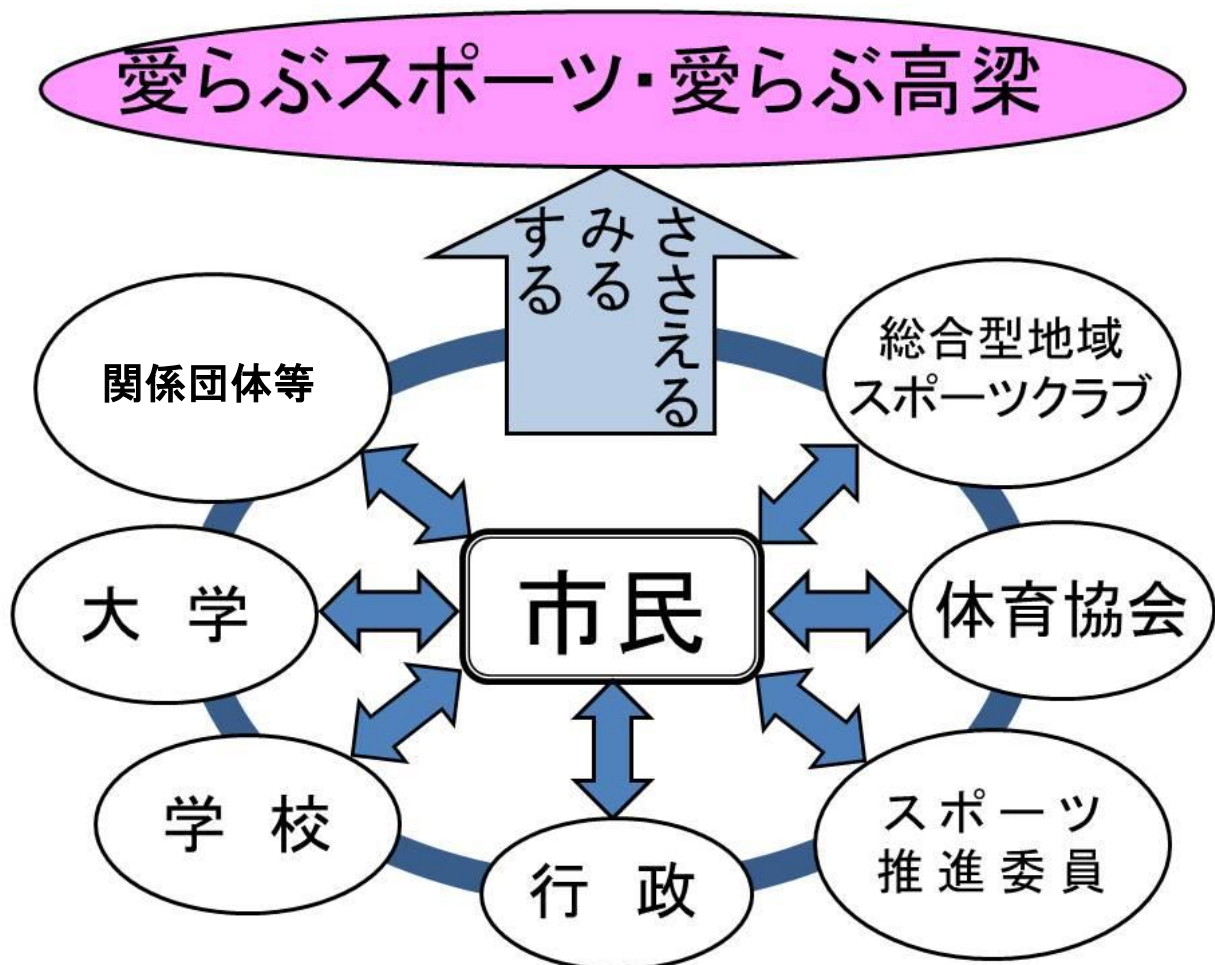 愛らぶスポーツ・愛らぶ高梁
ささえる
みる
する
関係団体等
総合型地域
スポーツクラブ
大 学
市民
体育協会
学 校
行 政
スポーツ
推進委員